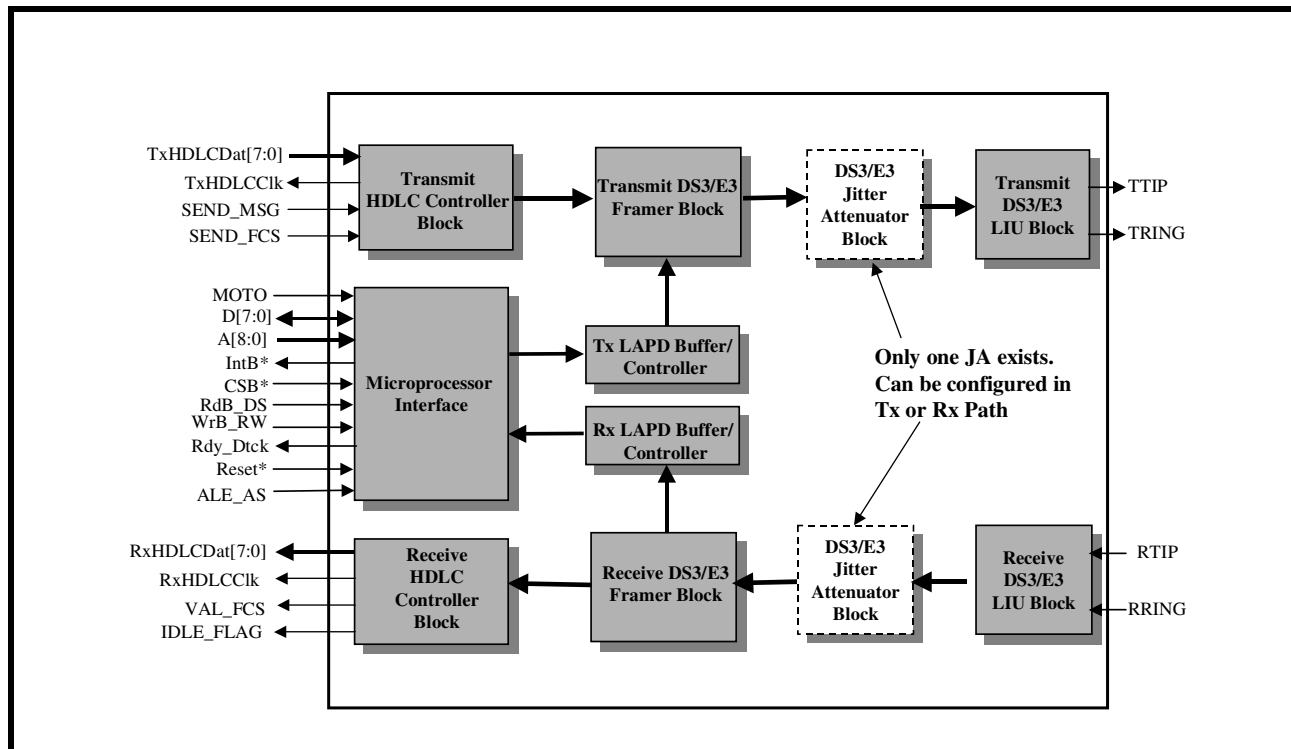 TxHDLCDat[7:0]
TxHDLCClk
SEND_MSG
SEND_FCS
Transmit
HDLC Controller
Block
Transmit DS3/E3
Framer Block
DS3/E3
Jitter
Attenuator
Block
Transmit
DS3/E3
LIU Block
TTIP
TRING
MOTO
D[7:0]
A[8:0]
IntB*
CSB*
RdB_DS
WrB_RW
Rdy_Dtck
Reset*
ALE_AS
Microprocessor
Interface
Tx LAPD Buffer/
Controller
Rx LAPD Buffer/
Controller
Only one JA exists.
Can be configured in
Tx or Rx Path
RxHDLCDat[7:0]
RxHDLCClk
VAL_FCS
IDLE_FLAG
Receive
HDLC
Controller
Block
Receive DS3/E3
Framer Block
DS3/E3
Jitter
Attenuator
Block
Receive
DS3/E3
LIU Block
RTIP
RRING